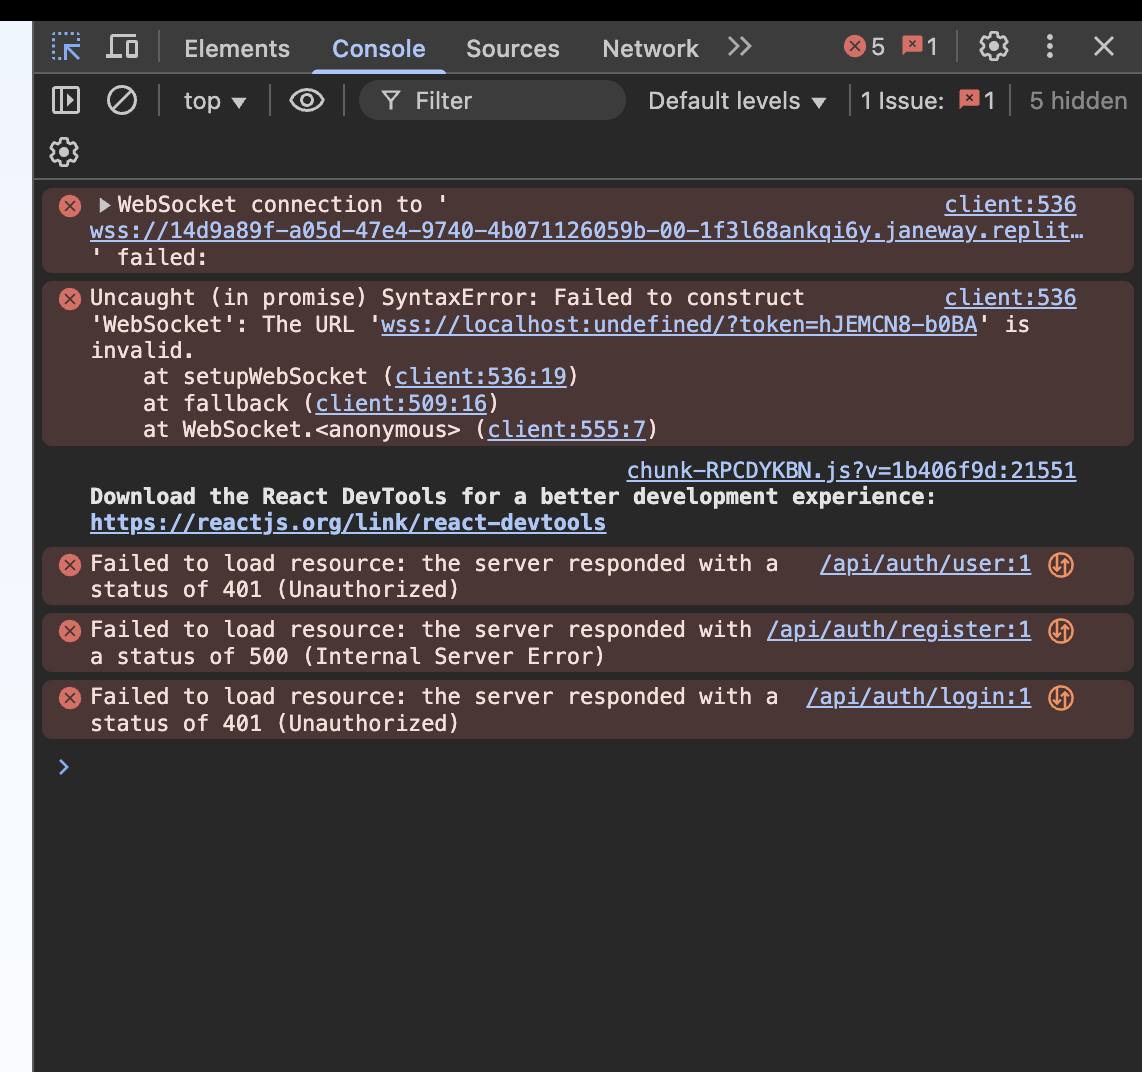 Elements Console Sources Network 5 1
top Filter Default levels 1 Issue: 1 5 hidden
WebSocket connection to ' client:536
wss://14d9a89f-a05d-47e4-9740-4b071126059b-00-1f3l68ankqi6y.janeway.replit…
' failed:
Uncaught (in promise) SyntaxError: Failed to construct client:536
'WebSocket': The URL 'wss://localhost:undefined/?token=hJEMCN8-b0BA' is
invalid.
at setupWebSocket (client:536:19)
at fallback (client:509:16)
at WebSocket.<anonymous> (client:555:7)
chunk-RPCDYKBN.js?v=1b406f9d:21551
Download the React DevTools for a better development experience:
https://reactjs.org/link/react-devtools
Failed to load resource: the server responded with a /api/auth/user:1
status of 401 (Unauthorized)
Failed to load resource: the server responded with /api/auth/register:1
a status of 500 (Internal Server Error)
Failed to load resource: the server responded with a /api/auth/login:1
status of 401 (Unauthorized)